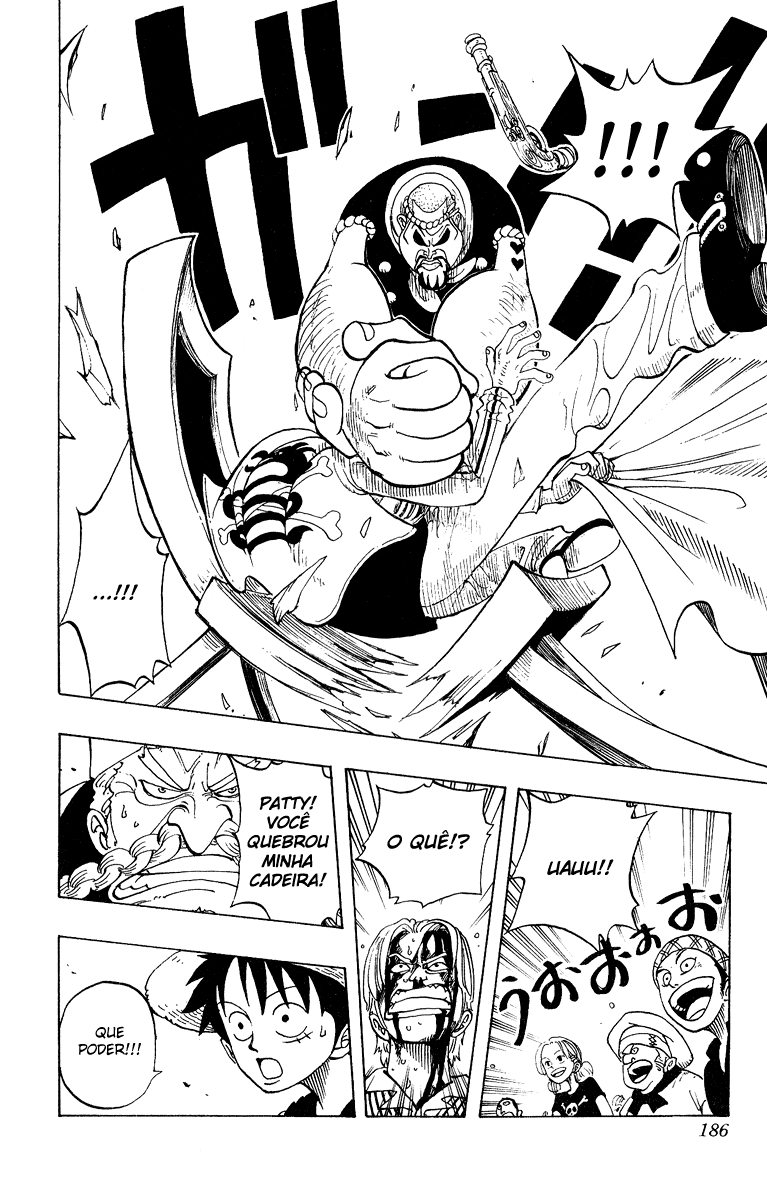 ガーン
!!!
...!!!
UAUU!!
うおおぉお
O QUÊ!?
PATTY!
VOCÊ
QUEBROU
MINHA
CADEIRA!
QUE
PODER!!!
186